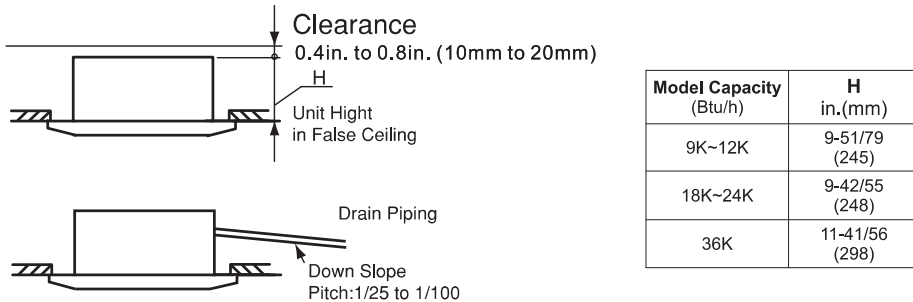 Clearance
0.4in. to 0.8in. (10mm to 20mm)
H
Unit Hight
in False Ceiling
Drain Piping
Down Slope
Pitch:1/25 to 1/100
Model Capacity H
(Btu/h) in.(mm)
9K~12K 9-51/79
(245)
18K~24K 9-42/55
(248)
36K 11-41/56
(298)